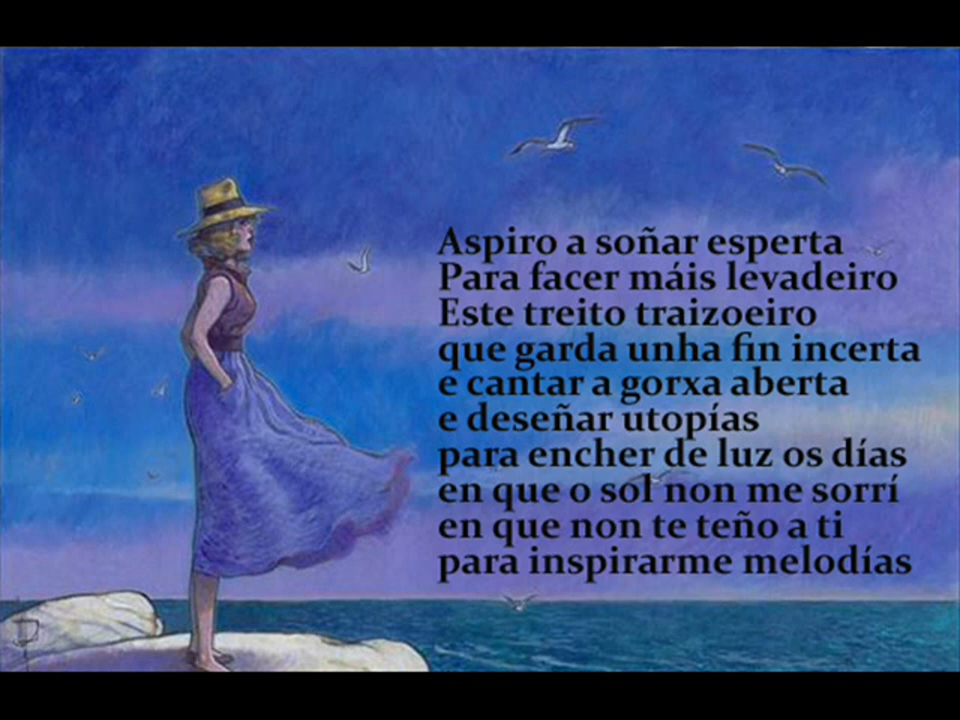 Aspiro a soñar esperta
Para facer máis levadeiro
Este treito traizoeiro
que garda unha fin incerta
e cantar a gorxa aberta
e deseñar utopías
para encher de luz os días
en que o sol non me sorrí
en que non te teño a ti
para inspirarme melodías